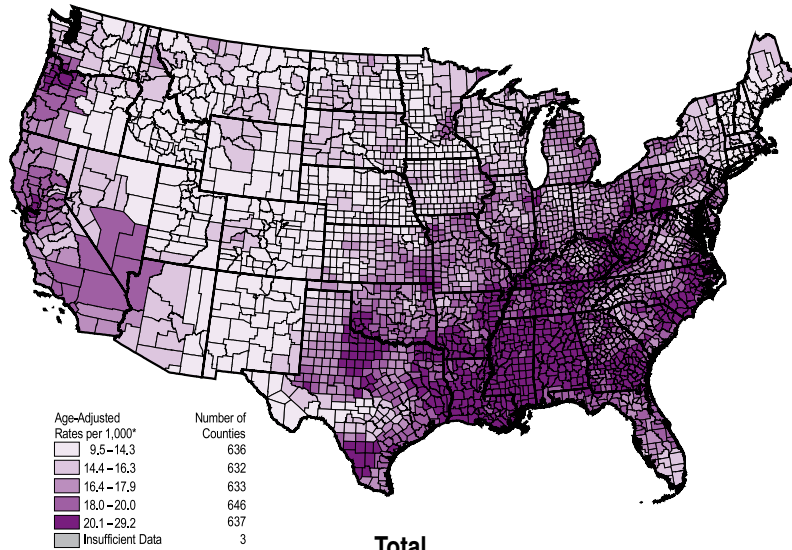 Age-Adjusted Number of
Rates per 1,000* Counties
9.5–14.3 636
14.4–16.3 632
16.4–17.9 633
18.0–20.0 646
20.1–29.2 637
Insufficient Data 3
Total